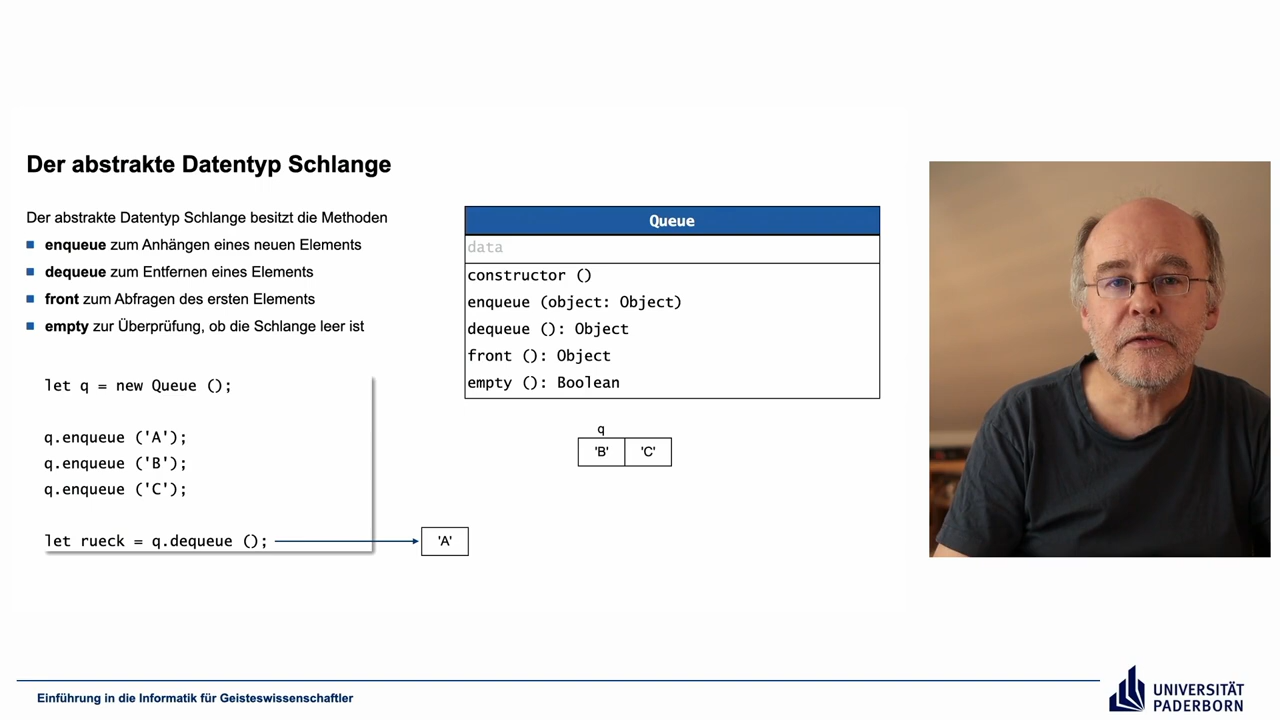 Der abstrakte Datentyp Schlange
Der abstrakte Datentyp Schlange besitzt die Methoden
enqueue zum Anhängen eines neuen Elements
dequeue zum Entfernen eines Elements
front zum Abfragen des ersten Elements
empty zur Überprüfung, ob die Schlange leer ist
let q = new Queue ();
q.enqueue ('A');
q.enqueue ('B');
q.enqueue ('C');
let rueck = q.dequeue ();
'A'
Queue
data
constructor ()
enqueue (object: Object)
dequeue (): Object
front (): Object
empty (): Boolean
q
'B' 'C'
Einführung in die Informatik für Geisteswissenschaftler
UNIVERSITÄT
PADERBORN